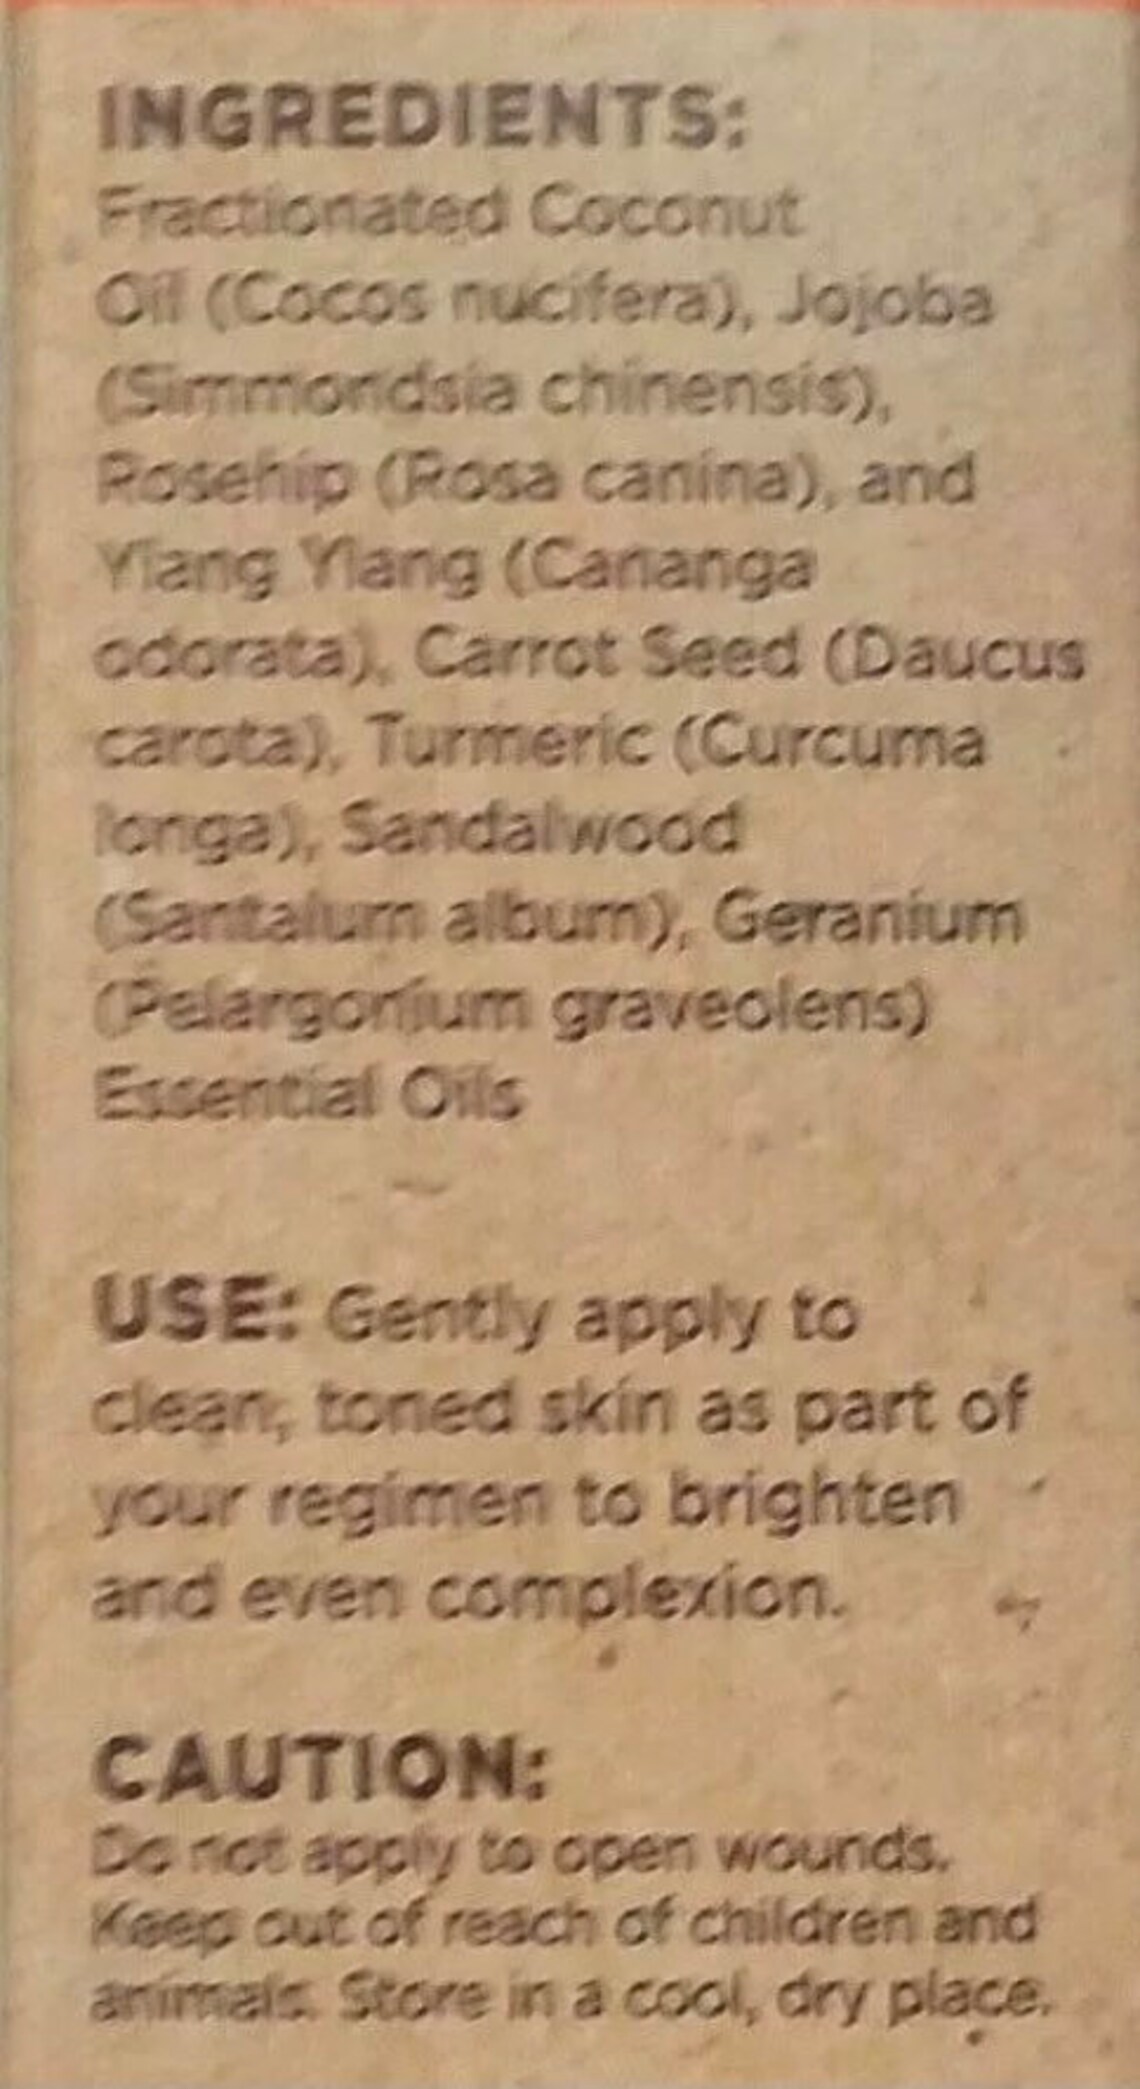 INGREDIENTS:
Fractionated Coconut
Oil (Cocos nucifera), Jojoba
(Simmondsia chinensis),
Rosehip (Rosa canina), and
Ylang Ylang (Cananga
odorata), Carrot Seed (Daucus
carota), Turmeric (Curcuma
longa), Sandalwood
(Santalum album), Geranium
(Pelargonium graveolens)
Essential Oils
USE: Gently apply to
clean, toned skin as part of
your regimen to brighten
and even complexion.
CAUTION:
Do not apply to open wounds.
Keep out of reach of children and
animals. Store in a cool, dry place.